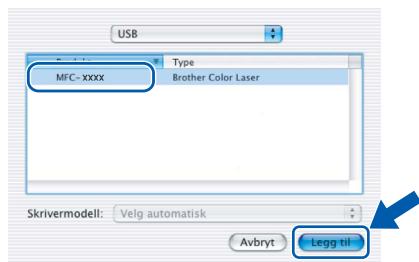 USB
Type
MFC-XXXX Brother Color Laser
Skrivermodell: Velg automatisk
Avbryt Legg til